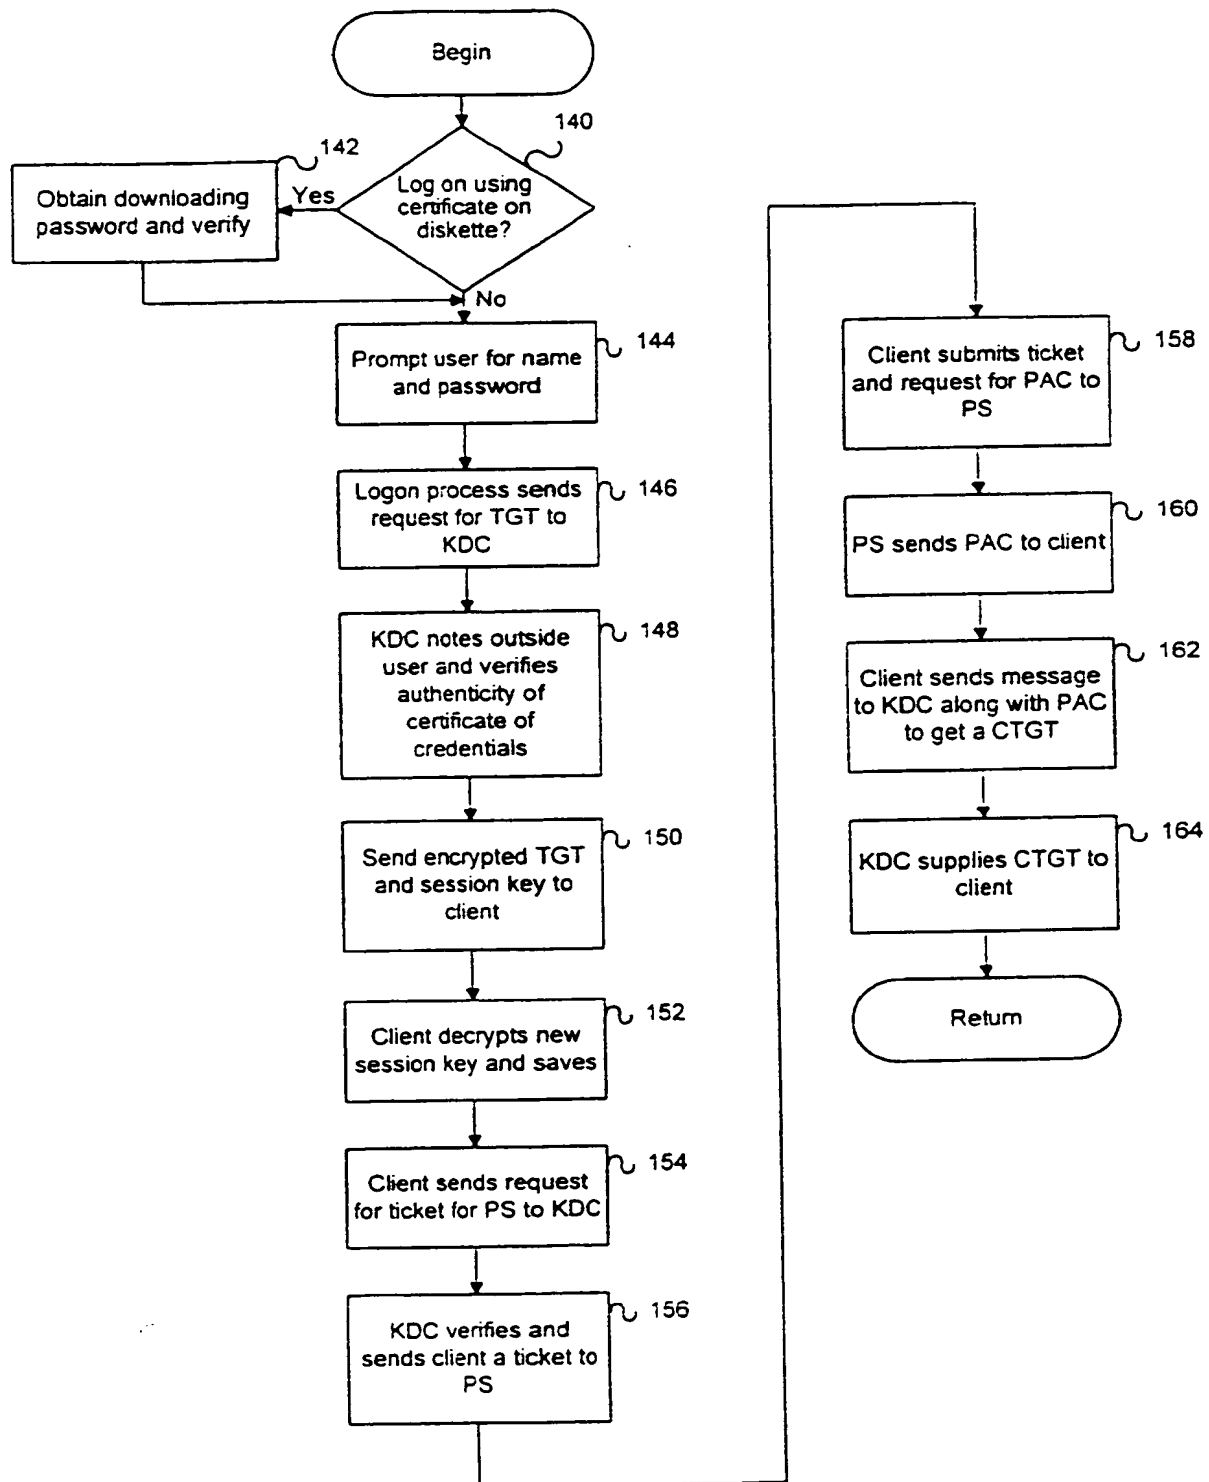 Begin
140
Log on using
certificate on
diskette?
Yes
142
Obtain downloading
password and verify
No
144
Prompt user for name
and password
146
Logon process sends
request for TGT to
KDC
148
KDC notes outside
user and verifies
authenticity of
certificate of
credentials
150
Send encrypted TGT
and session key to
client
152
Client decrypts new
session key and saves
154
Client sends request
for ticket for PS to KDC
156
KDC verifies and
sends client a ticket to
PS
158
Client submits ticket
and request for PAC to
PS
160
PS sends PAC to client
162
Client sends message
to KDC along with PAC
to get a CTGT
164
KDC supplies CTGT to
client
Return